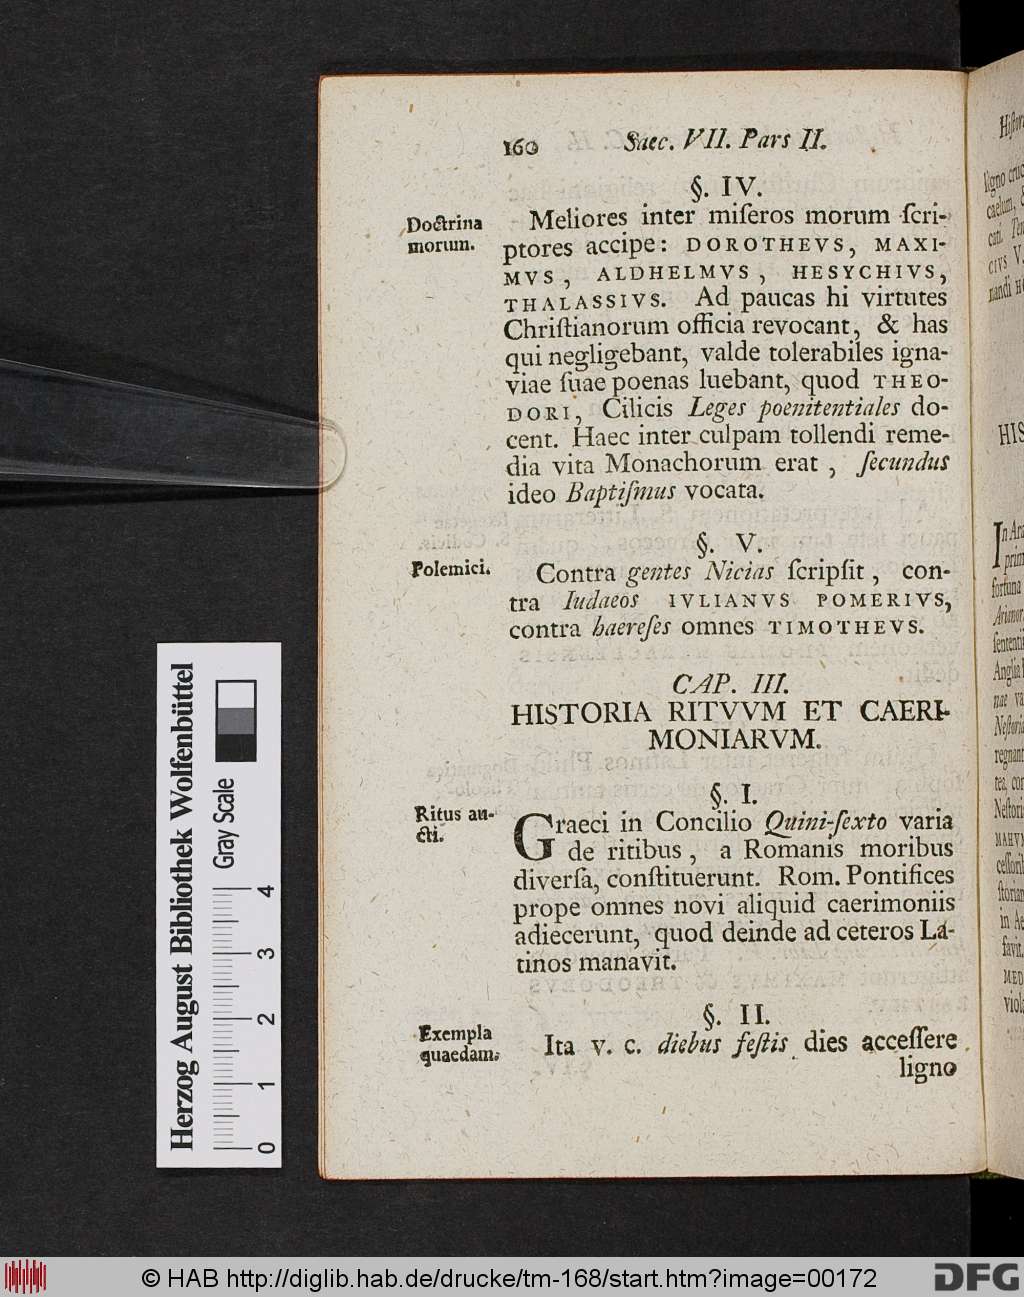 160 Saec. VII. Pars II.
§. IV.
Doctrina
morum.
Meliores inter miſeros morum ſcri-
ptores accipe: DOROTHEVS, MAXI-
MVS, ALDHELMVS, HESYCHIVS,
THALASSIVS. Ad paucas hi virtutes
Chriſtianorum officia revocant, & has
qui negligebant, valde tolerabiles igna-
viae ſuae poenas luebant, quod THEO-
DORI, Cilicis Leges poenitentiales do-
cent. Haec inter culpam tollendi reme-
dia vita Monachorum erat, ſecundus
ideo Baptiſmus vocata.
§. V.
Polemici.
Contra gentes Nicias ſcripſit, con-
tra Iudaeos IVLIANVS POMERIVS,
contra haereſes omnes TIMOTHEVS.
CAP. III.
HISTORIA RITVVM ET CAERI-
MONIARVM.
§. I.
Ritus au-
cti.
Graeci in Concilio Quini-ſexto varia
de ritibus, a Romanis moribus
diverſa, conſtituerunt. Rom. Pontifices
prope omnes novi aliquid caerimoniis
adiecerunt, quod deinde ad ceteros La-
tinos manavit.
§. II.
Exempla
quaedam.
Ita v. c. diebus feſtis dies acceſſere
ligno
Herzog August Bibliothek Wolfenbüttel
Gray Scale
0 1 2 3 4
© HAB http://diglib.hab.de/drucke/tm-168/start.htm?image=00172
DFG